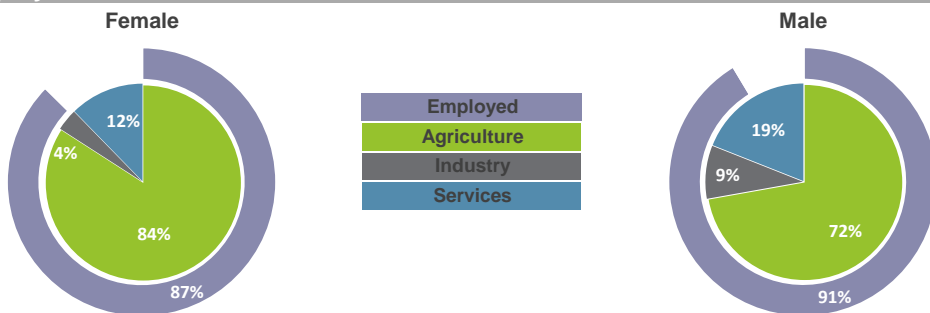 Female
Male
12%
4%
84%
87%
Employed
Agriculture
Industry
Services
19%
9%
72%
91%